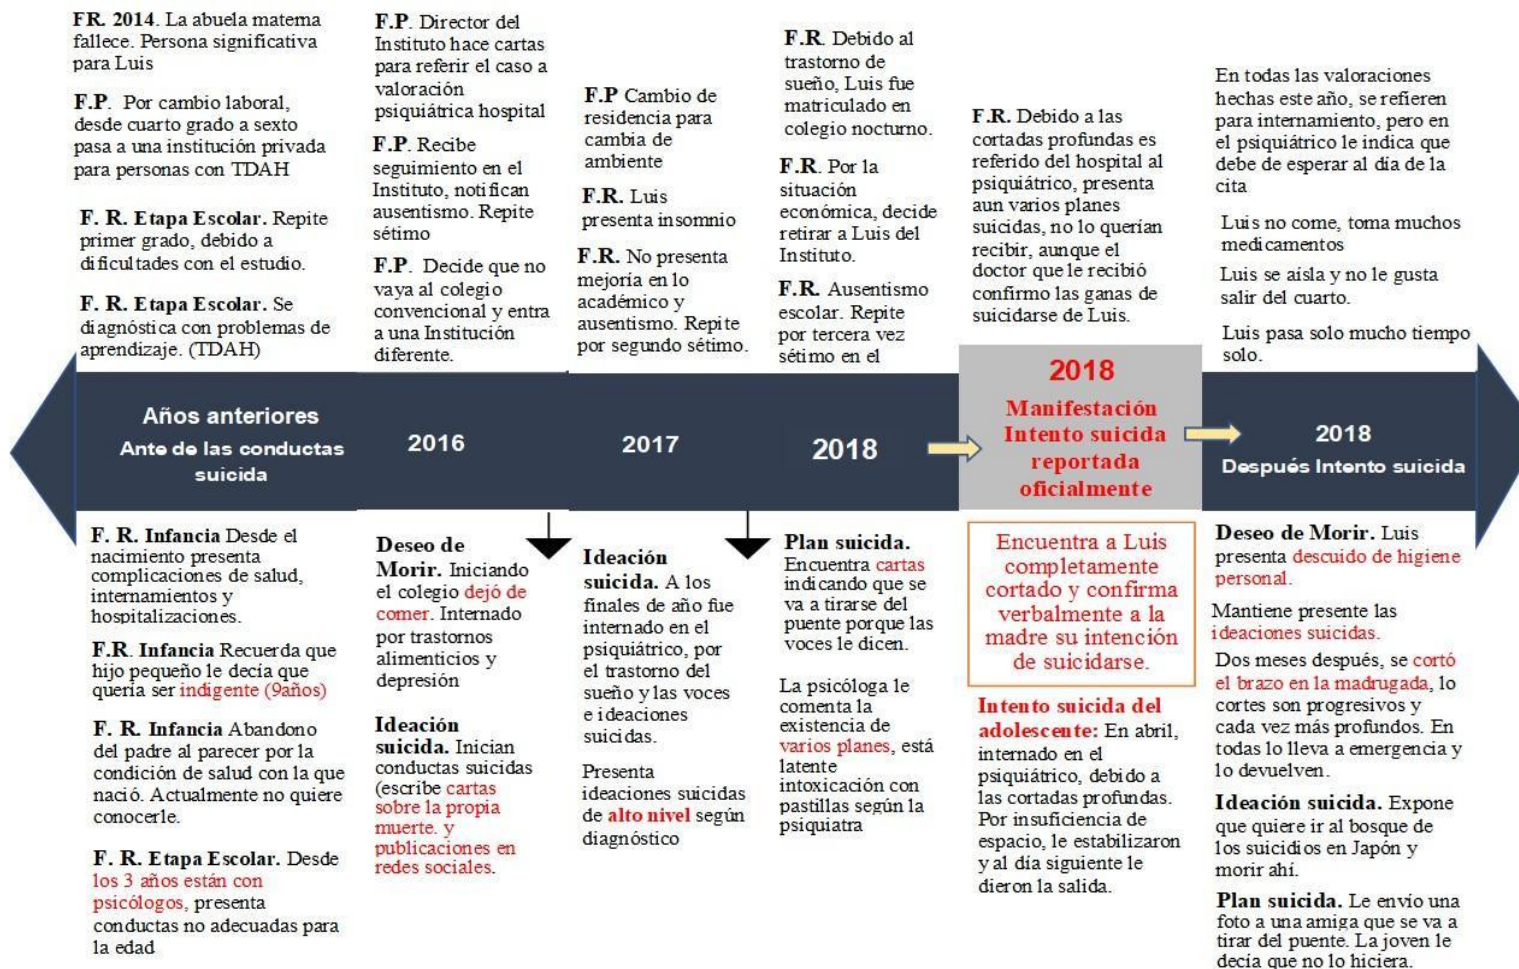 FR. 2014. La abuela materna
fallece. Persona significativa
para Luis
F.P. Por cambio laboral,
desde cuarto grado a sexto
pasa a una institución privada
para personas con TDAH
F. R. Etapa Escolar. Repite
primer grado, debido a
dificultades con el estudio.
F. R. Etapa Escolar. Se
diagnóstica con problemas de
aprendizaje. (TDAH)
F.P. Director del
Instituto hace cartas
para referir el caso a
valoración
psiquiátrica hospital
F.P. Recibe
seguimiento en el
Instituto, notifican
ausentismo. Repite
sétimo
F.P. Decide que no
vaya al colegio
convencional y entra
a una Institución
diferente.
F.P Cambio de
residencia para
cambia de
ambiente
F.R. Luis
presenta insomnio
F.R. No presenta
mejoría en lo
académico y
ausentismo. Repite
por segundo sétimo.
F.R. Debido al
trastorno de
sueño, Luis fue
matriculado en
colegio nocturno.
F.R. Por la
situación
económica, decide
retirar a Luis del
Instituto.
F.R. Ausentismo
escolar. Repite
por tercera vez
sétimo en el
F.R. Debido a las
cortadas profundas es
referido del hospital al
psiquiátrico, presenta
aun varios planes
suicidas, no lo querían
recibir, aunque el
doctor que le recibió
confirmo las ganas de
suicidarse de Luis.
En todas las valoraciones
hechas este año, se refieren
para internamiento, pero en
el psiquiátrico le indica que
debe de esperar al día de la
cita
Luis no come, toma muchos
medicamentos
Luis se aísla y no le gusta
salir del cuarto.
Luis pasa solo mucho tiempo
solo.
Años anteriores
Ante de las conductas
suicida
2016
2017
2018
2018
Manifestación
Intento suicida
reportada
oficialmente
2018
Después Intento suicida
F. R. Infancia Desde el
nacimiento presenta
complicaciones de salud,
internamientos y
hospitalizaciones.
F.R. Infancia Recuerda que
hijo pequeño le decía que
quería ser indigente (9años)
F. R. Infancia Abandono
del padre al parecer por la
condición de salud con la que
nació. Actualmente no quiere
conocerle.
F. R. Etapa Escolar. Desde
los 3 años están con
psicólogos, presenta
conductas no adecuadas para
la edad
Deseo de
Morir. Iniciando
el colegio dejó de
comer. Internado
por trastornos
alimenticios y
depresión
Ideación
suicida. Inician
conductas suicidas
(escribe cartas
sobre la propia
muerte. y
publicaciones en
redes sociales.
Ideación
suicida. A los
finales de año fue
internado en el
psiquiátrico, por
el trastorno del
sueño y las voces
e ideaciones
suicidas.
Presenta
ideaciones suicidas
de alto nivel según
diagnóstico
Plan suicida.
Encuentra cartas
indicando que se
va a tirarse del
puente porque las
voces le dicen.
La psicóloga le
comenta la
existencia de
varios planes, está
latente
intoxicación con
pastillas según la
psiquiatra
Encuentra a Luis
completamente
cortado y confirma
verbalmente a la
madre su intención
de suicidarse.
Intento suicida del
adolescente: En abril,
internado en el
psiquiátrico, debido a
las cortadas profundas.
Por insuficiencia de
espacio, le estabilizaron
y al día siguiente le
dieron la salida.
Deseo de Morir. Luis
presenta descuido de higiene
personal.
Mantiene presente las
ideaciones suicidas.
Dos meses después, se cortó
el brazo en la madrugada, lo
cortes son progresivos y
cada vez más profundos. En
todas lo lleva a emergencia y
lo devuelven.
Ideación suicida. Expone
que quiere ir al bosque de
los suicidios en Japón y
morir ahí.
Plan suicida. Le envío una
foto a una amiga que se va a
tirar del puente. La joven le
decía que no lo hiciera.